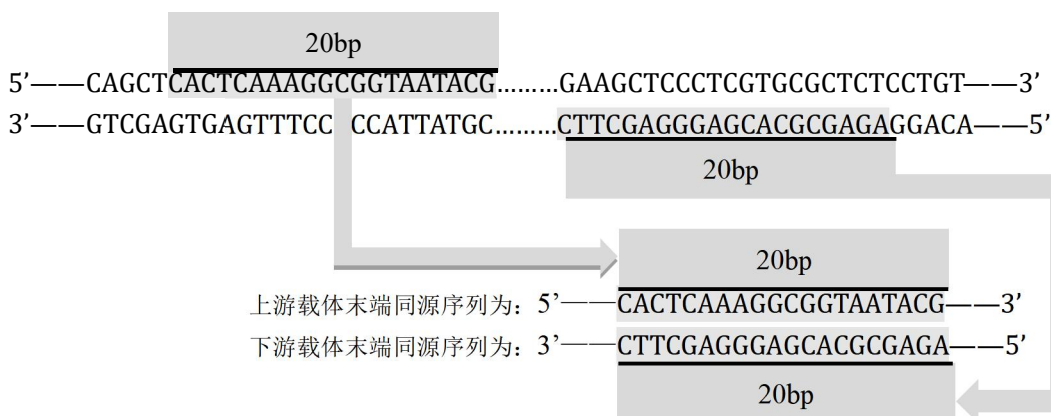 20bp
5’——CAGCTCACTCAAAGGCGGTAATACG………GAAGCTCCCTCGTGCGCTCTCCTGT——3’
3’——GTCGAGTGAGTTTCC CCATTATGC………CTTCGAGGGAGCACGCGAGAGGACA——5’
20bp
20bp
上游载体末端同源序列为：5’——CACTCAAAGGCGGTAATACG——3’
下游载体末端同源序列为：3’——CTTCGAGGGAGCACGCGAGA——5’
20bp